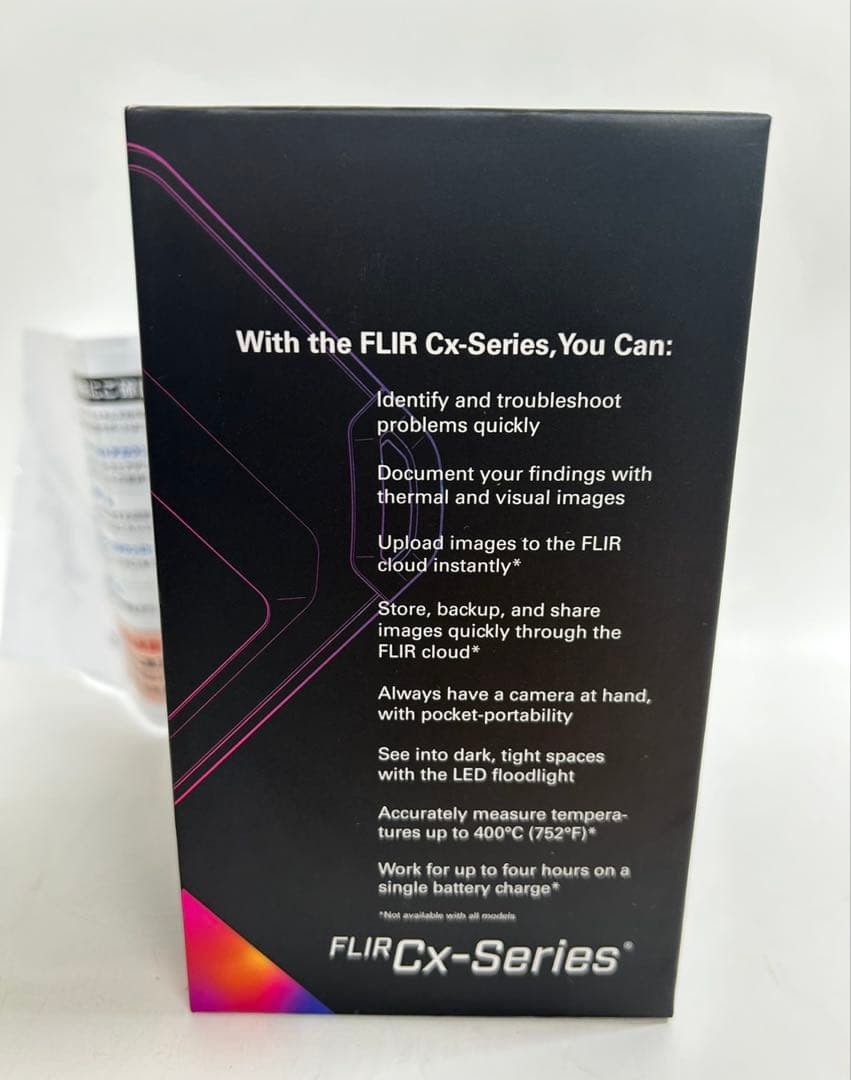 With the FLIR Cx-Series, You Can:
Identify and troubleshoot
problems quickly
Document your findings with
thermal and visual images
Upload images to the FLIR
cloud instantly*
Store, backup, and share
images quickly through the
FLIR cloud*
Always have a camera at hand,
with pocket-portability
See into dark, tight spaces
with the LED floodlight
Accurately measure tempera-
tures up to 400°C (752°F)*
Work for up to four hours on a
single battery charge*
*Not available with all models
FLIR Cx-Series®